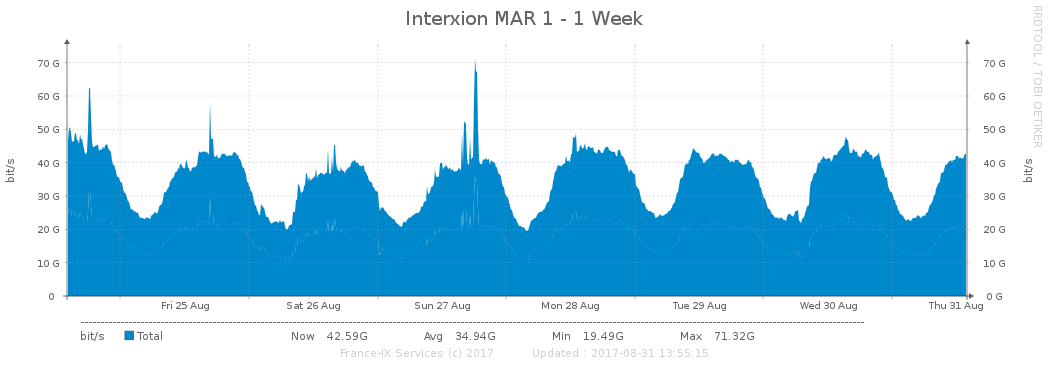 Interxion MAR 1 - 1 Week
RRDTOOL / TOBI OETIKER
bit/s
bit/s
70 G 70 G
60 G 60 G
50 G 50 G
40 G 40 G
30 G 30 G
20 G 20 G
10 G 10 G
0 0 G
Fri 25 Aug Sat 26 Aug Sun 27 Aug Mon 28 Aug Tue 29 Aug Wed 30 Aug Thu 31 Aug
bit/s Total Now 42.59G Avg 34.94G Min 19.49G Max 71.32G
France-IX Services (c) 2017 Updated : 2017-08-31 13:55:15